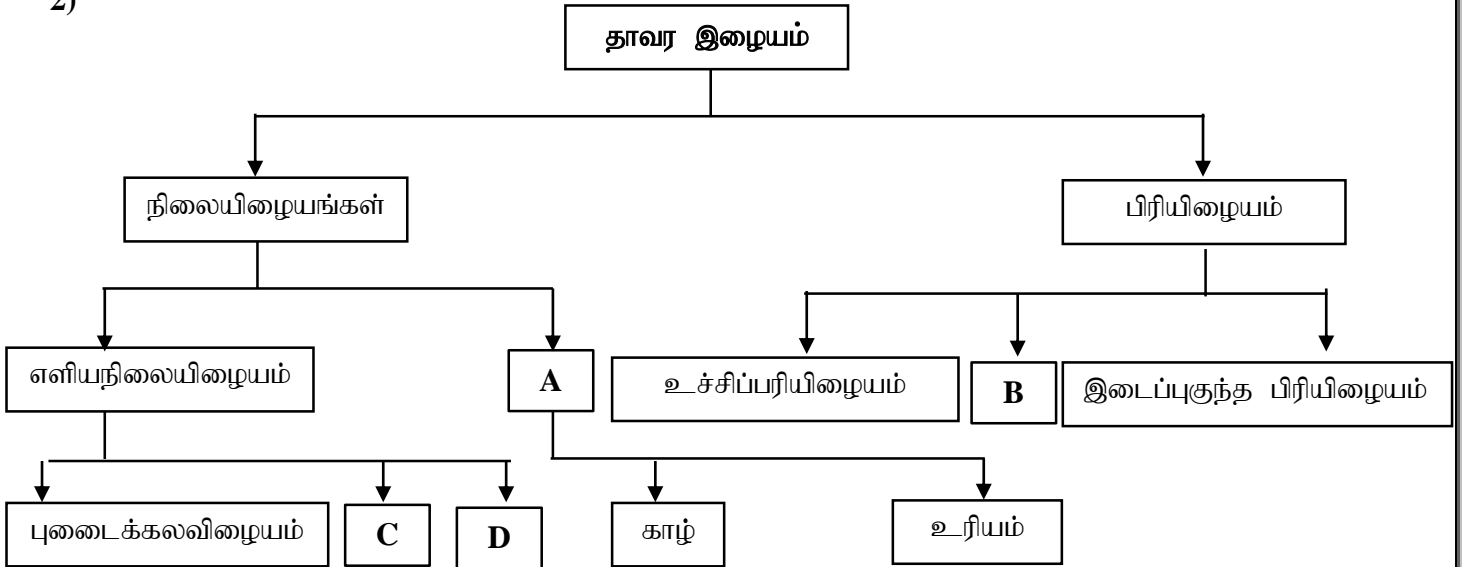 2)
தாவர இழையம்
நிலையிழையங்கள்
பிரியிழையம்
எளியநிலையிழையம்
A
உச்சிப்பரியிழையம்
B
இடைப்புகுந்த பிரியிழையம்
புடைக்கலவிழையம்
C
D
காழ்
உரியம்